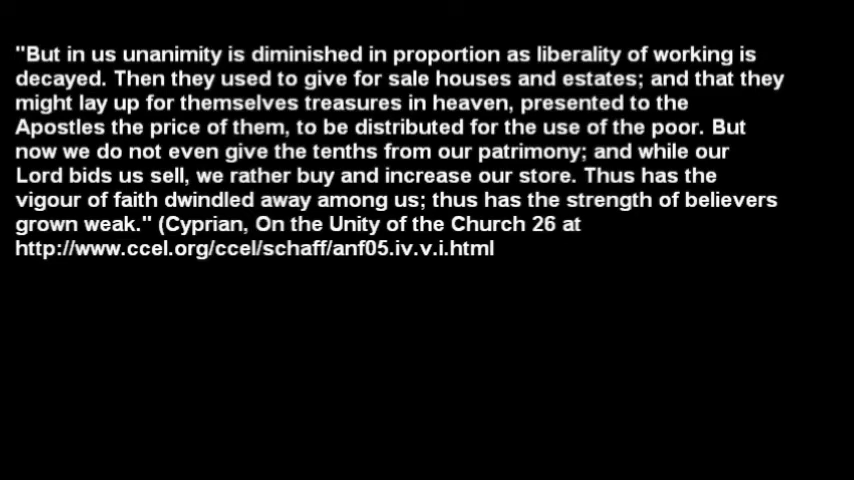 "But in us unanimity is diminished in proportion as liberality of working is
decayed. Then they used to give for sale houses and estates; and that they
might lay up for themselves treasures in heaven, presented to the
Apostles the price of them, to be distributed for the use of the poor. But
now we do not even give the tenths from our patrimony; and while our
Lord bids us sell, we rather buy and increase our store. Thus has the
vigour of faith dwindled away among us; thus has the strength of believers
grown weak." (Cyprian, On the Unity of the Church 26 at
http://www.ccel.org/ccel/schaff/anf05.iv.v.i.html